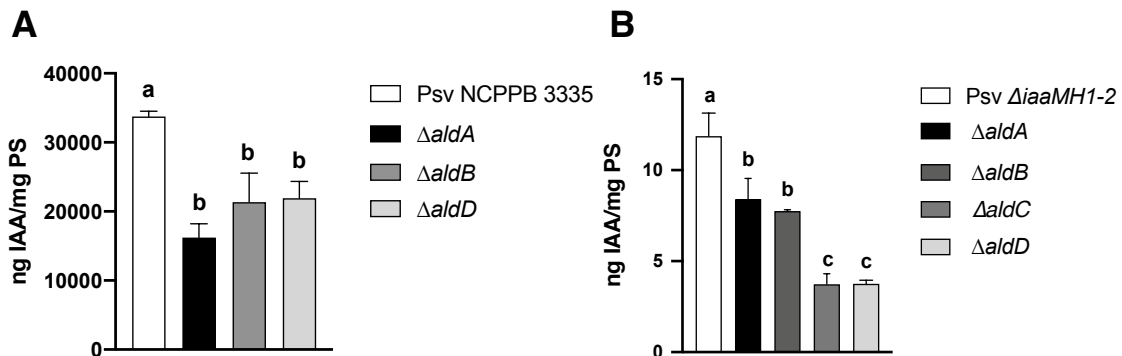 A
ng IAA/mg PS
40000
30000
20000
10000
0
a
b
b
b
Psv NCPPB 3335
ΔaldA
ΔaldB
ΔaldD
B
ng IAA/mg PS
15
10
5
0
a
b
b
c
c
Psv ΔiaaMH1-2
ΔaldA
ΔaldB
ΔaldC
ΔaldD